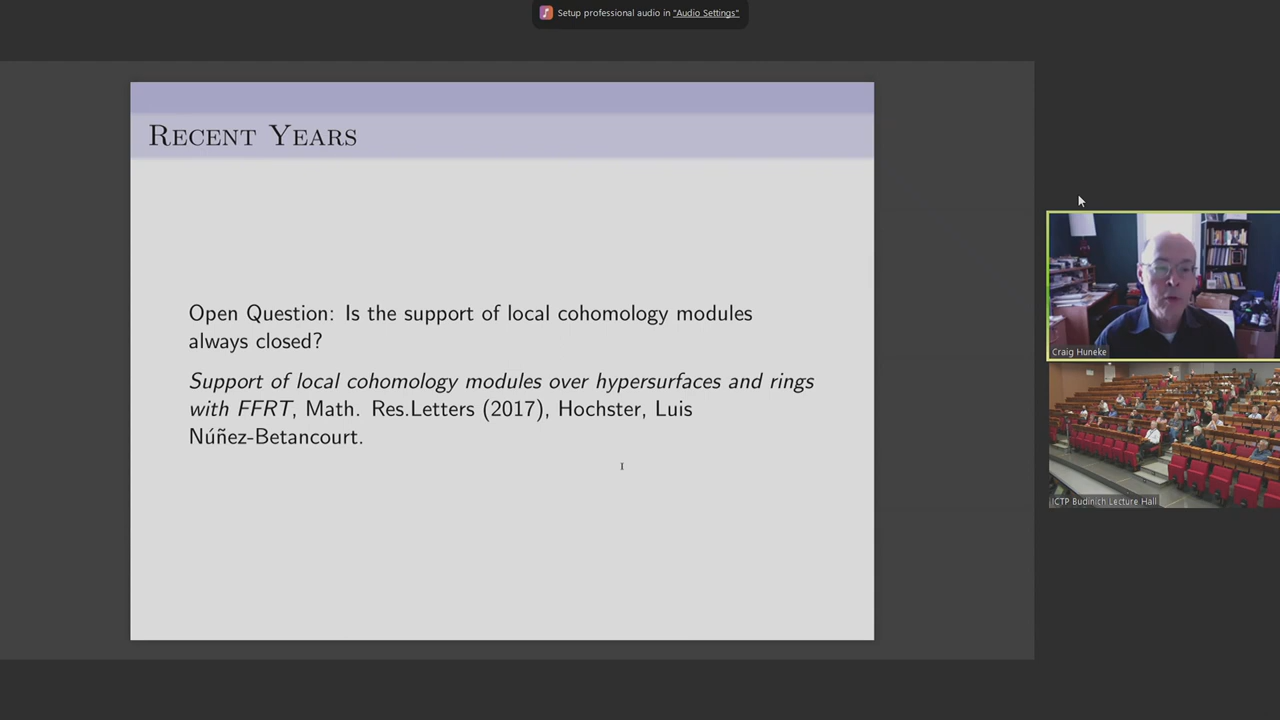 Setup professional audio in "Audio Settings"
RECENT YEARS
Open Question: Is the support of local cohomology modules
always closed?
Support of local cohomology modules over hypersurfaces and rings
with FFRT, Math. Res.Letters (2017), Hochster, Luis
Núñez-Betancourt.
Craig Huneke
ICTP Budinich Lecture Hall